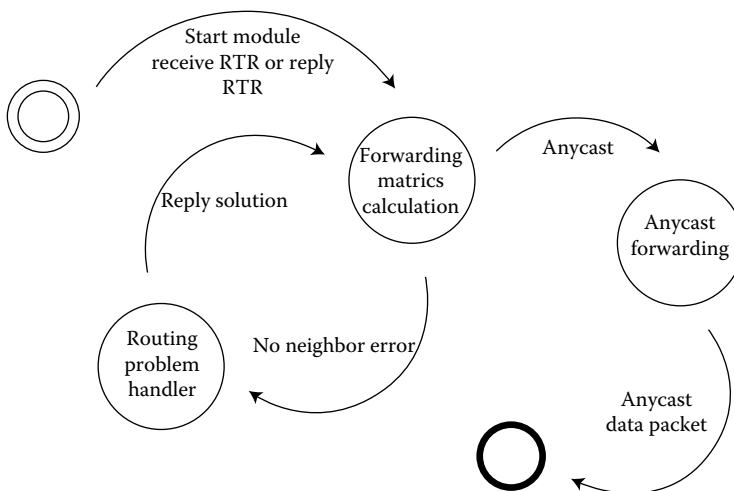 Start module
receive RTR or reply
RTR
Forwarding
matrics
calculation
Anycast
Reply solution
Anycast
forwarding
Routing
problem
handler
No neighbor error
Anycast
data packet